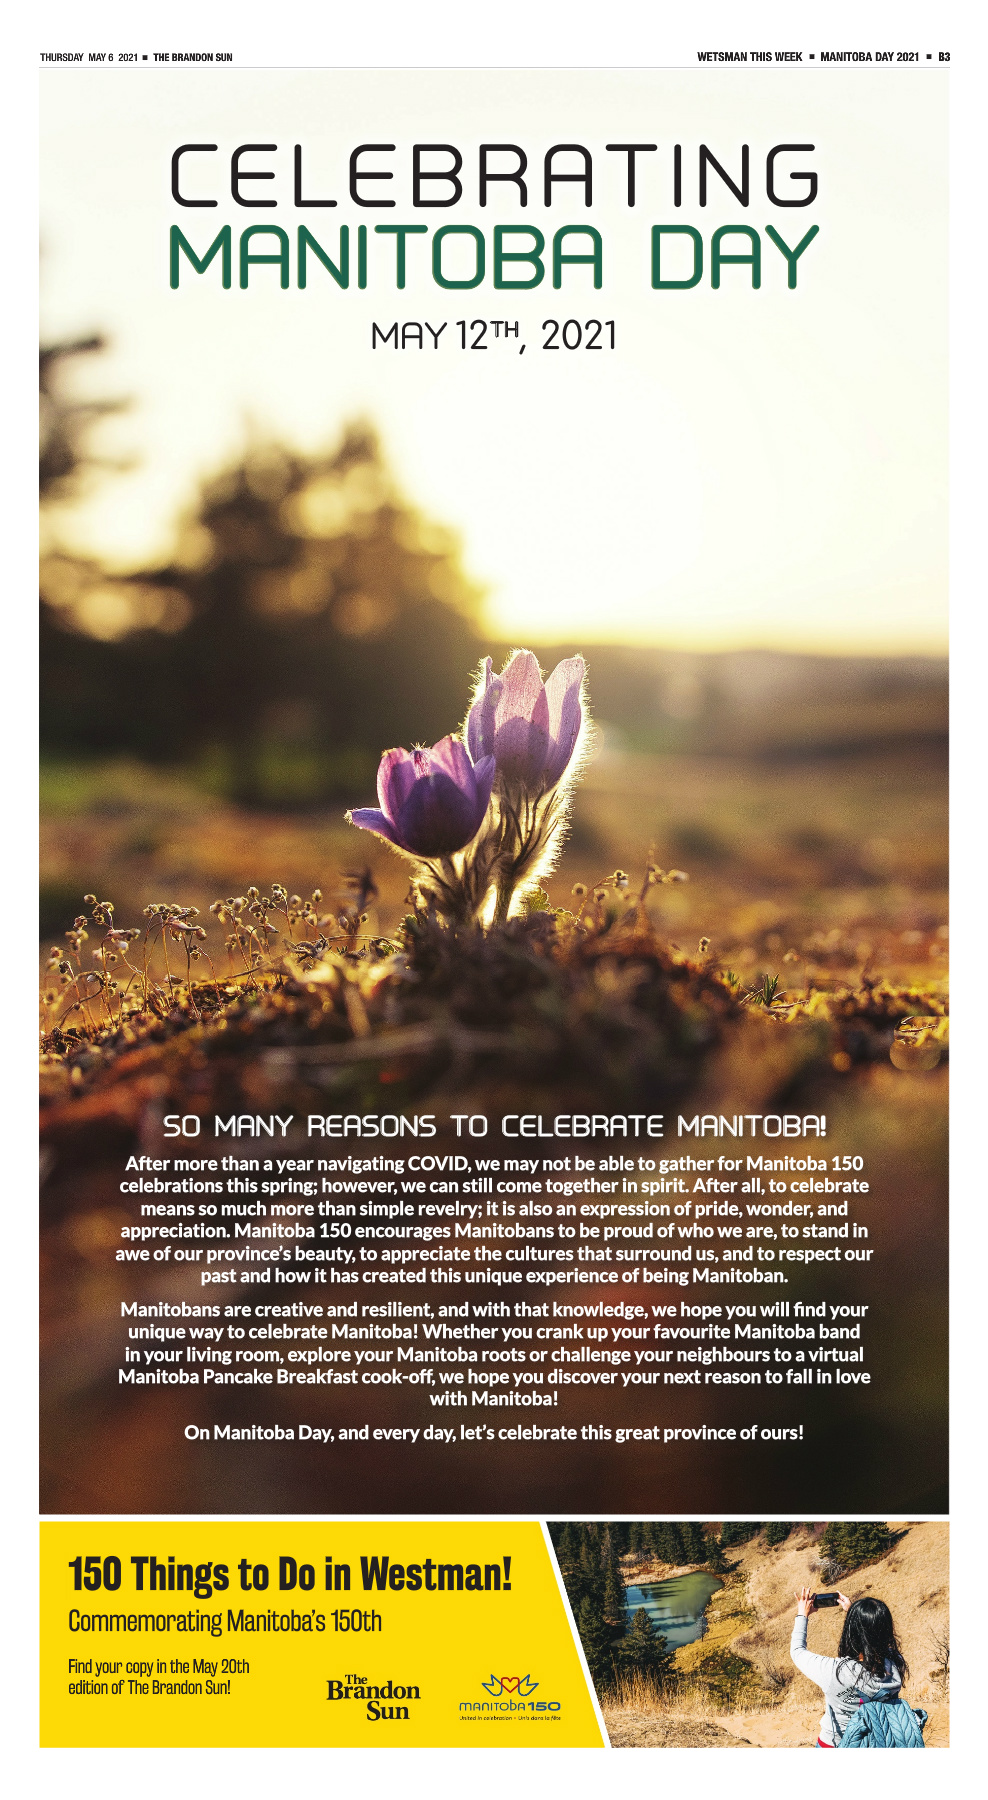 THURSDAY MAY 6 2021 ■ THE BRANDON SUN
WETSMAN THIS WEEK ■ MANITOBA DAY 2021 ■ B3
CELEBRATING
MANITOBA DAY
MAY 12TH, 2021
SO MANY REASONS TO CELEBRATE MANITOBA!
After more than a year navigating COVID, we may not be able to gather for Manitoba 150
celebrations this spring; however, we can still come together in spirit. After all, to celebrate
means so much more than simple revelry; it is also an expression of pride, wonder, and
appreciation. Manitoba 150 encourages Manitobans to be proud of who we are, to stand in
awe of our province's beauty, to appreciate the cultures that surround us, and to respect our
past and how it has created this unique experience of being Manitoban.
Manitobans are creative and resilient, and with that knowledge, we hope you will find your
unique way to celebrate Manitoba! Whether you crank up your favourite Manitoba band
in your living room, explore your Manitoba roots or challenge your neighbours to a virtual
Manitoba Pancake Breakfast cook-off, we hope you discover your next reason to fall in love
with Manitoba!
On Manitoba Day, and every day, let's celebrate this great province of ours!
150 Things to Do in Westman!
Commemorating Manitoba's 150th
Find your copy in the May 20th
edition of The Brandon Sun!
The
Brandon
Sun
MANITOBA 150
United in celebration • Unis dans la fête